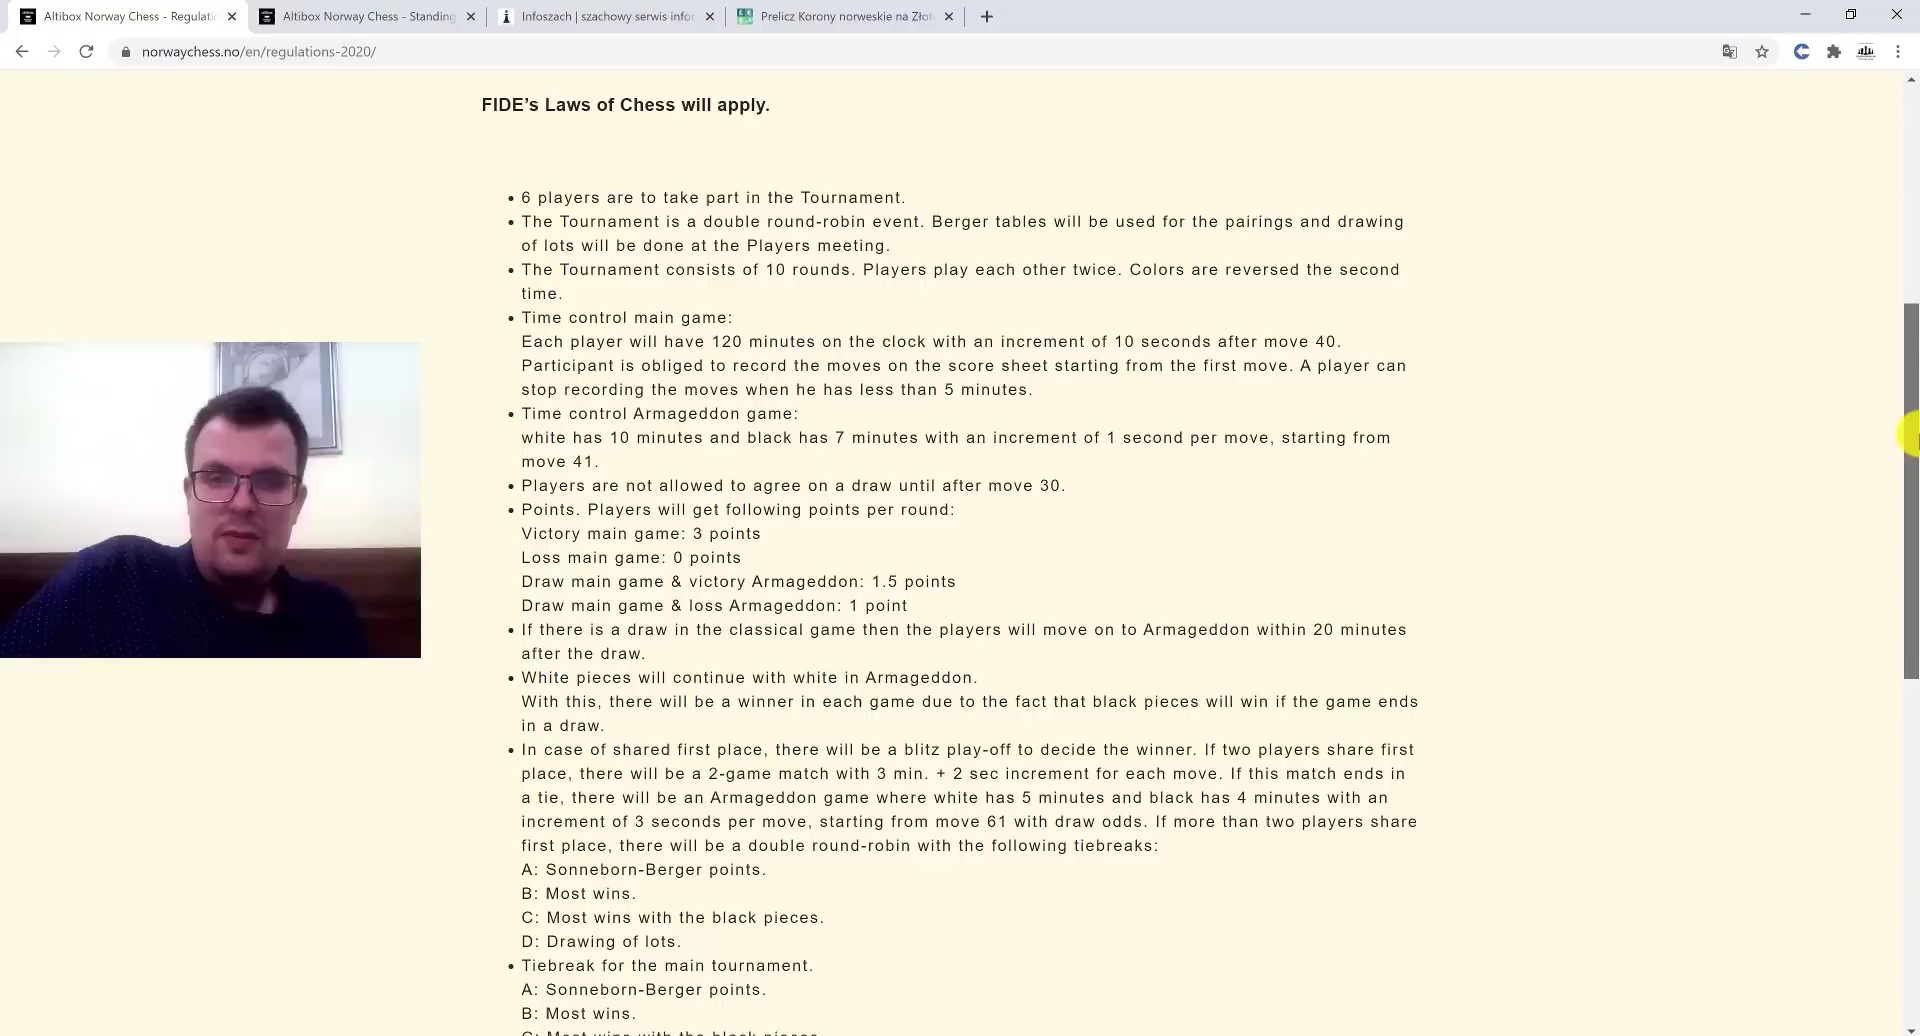 Altibox Norway Chess - Regulati
Altibox Norway Chess - Standing
Infoszach | szachowy serwis infor
Prelicz Korony norweskie na Złot
norwaychess.no/en/regulations-2020/
FIDE’s Laws of Chess will apply.
• 6 players are to take part in the Tournament.
• The Tournament is a double round-robin event. Berger tables will be used for the pairings and drawing
of lots will be done at the Players meeting.
• The Tournament consists of 10 rounds. Players play each other twice. Colors are reversed the second
time.
• Time control main game:
Each player will have 120 minutes on the clock with an increment of 10 seconds after move 40.
Participant is obliged to record the moves on the score sheet starting from the first move. A player can
stop recording the moves when he has less than 5 minutes.
• Time control Armageddon game:
white has 10 minutes and black has 7 minutes with an increment of 1 second per move, starting from
move 41.
• Players are not allowed to agree on a draw until after move 30.
• Points. Players will get following points per round:
Victory main game: 3 points
Loss main game: 0 points
Draw main game & victory Armageddon: 1.5 points
Draw main game & loss Armageddon: 1 point
• If there is a draw in the classical game then the players will move on to Armageddon within 20 minutes
after the draw.
• White pieces will continue with white in Armageddon.
With this, there will be a winner in each game due to the fact that black pieces will win if the game ends
in a draw.
• In case of shared first place, there will be a blitz play-off to decide the winner. If two players share first
place, there will be a 2-game match with 3 min. + 2 sec increment for each move. If this match ends in
a tie, there will be an Armageddon game where white has 5 minutes and black has 4 minutes with an
increment of 3 seconds per move, starting from move 61 with draw odds. If more than two players share
first place, there will be a double round-robin with the following tiebreaks:
A: Sonneborn-Berger points.
B: Most wins.
C: Most wins with the black pieces.
D: Drawing of lots.
• Tiebreak for the main tournament.
A: Sonneborn-Berger points.
B: Most wins.
C: Most wins with the black pieces.